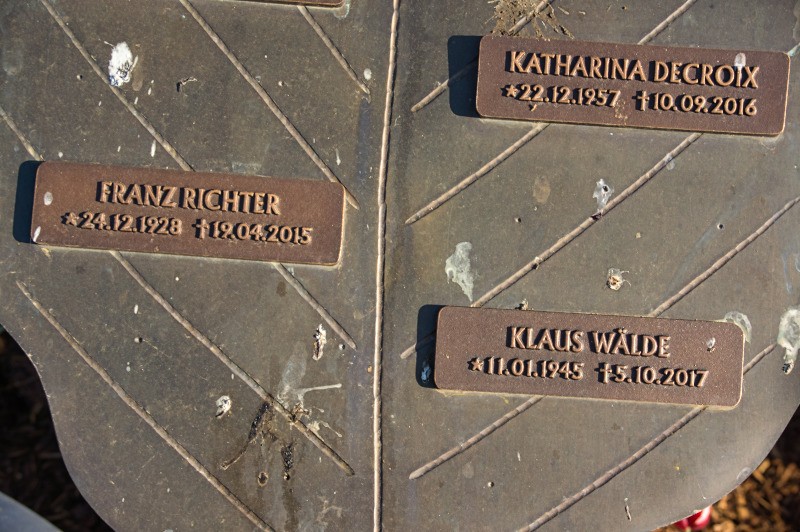 KATHARINA DECROIX
*22.12.1957 †10.09.2016
FRANZ RICHTER
*24.12.1928 †19.04.2015
KLAUS WÄLDE
*11.01.1945 †5.10.2017